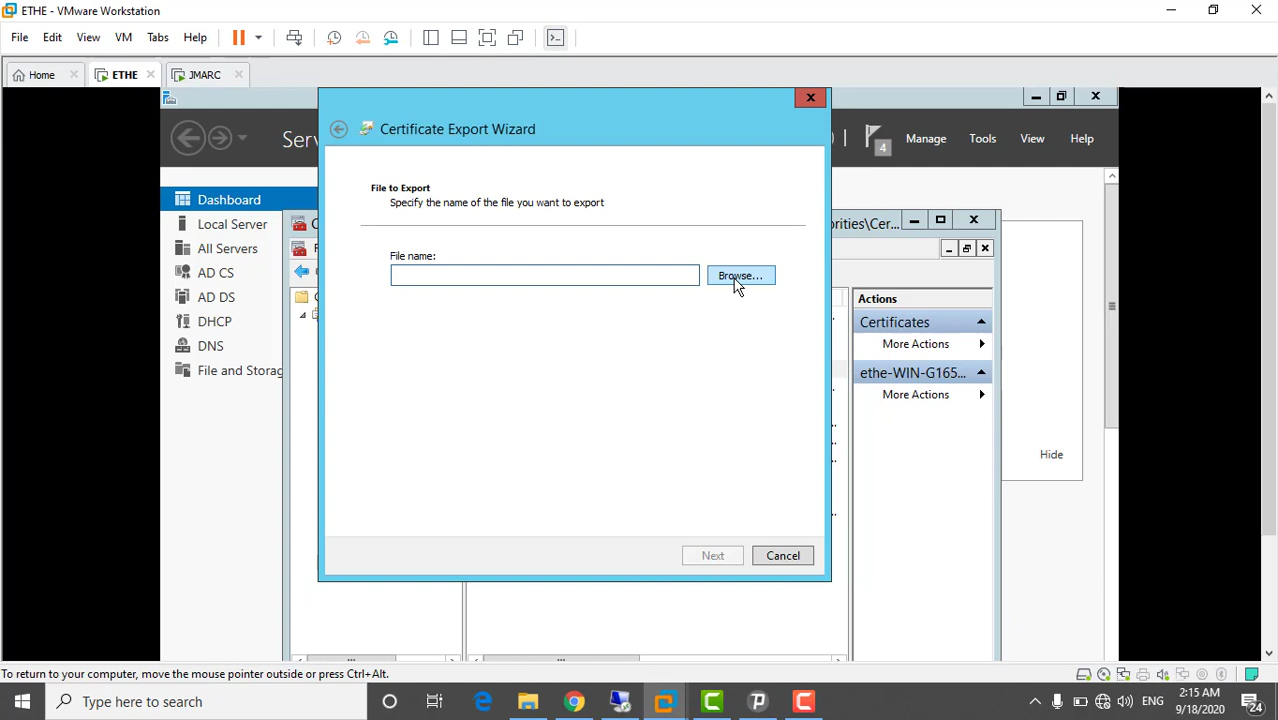 ETHE - VMware Workstation
File Edit View VM Tabs Help
Home ETHE JMARC
Serv
4
Manage Tools View Help
Certificate Export Wizard
File to Export
Specify the name of the file you want to export
File name:
Browse...
Next Cancel
Dashboard
Local Server
All Servers
AD CS
AD DS
DHCP
DNS
File and Storag
orities\Cer...
Actions
Certificates
More Actions
ethe-WIN-G165...
More Actions
Hide
To return to your computer, move the mouse pointer outside or press Ctrl+Alt.
Type here to search
ENG
2:15 AM
9/18/2020
24